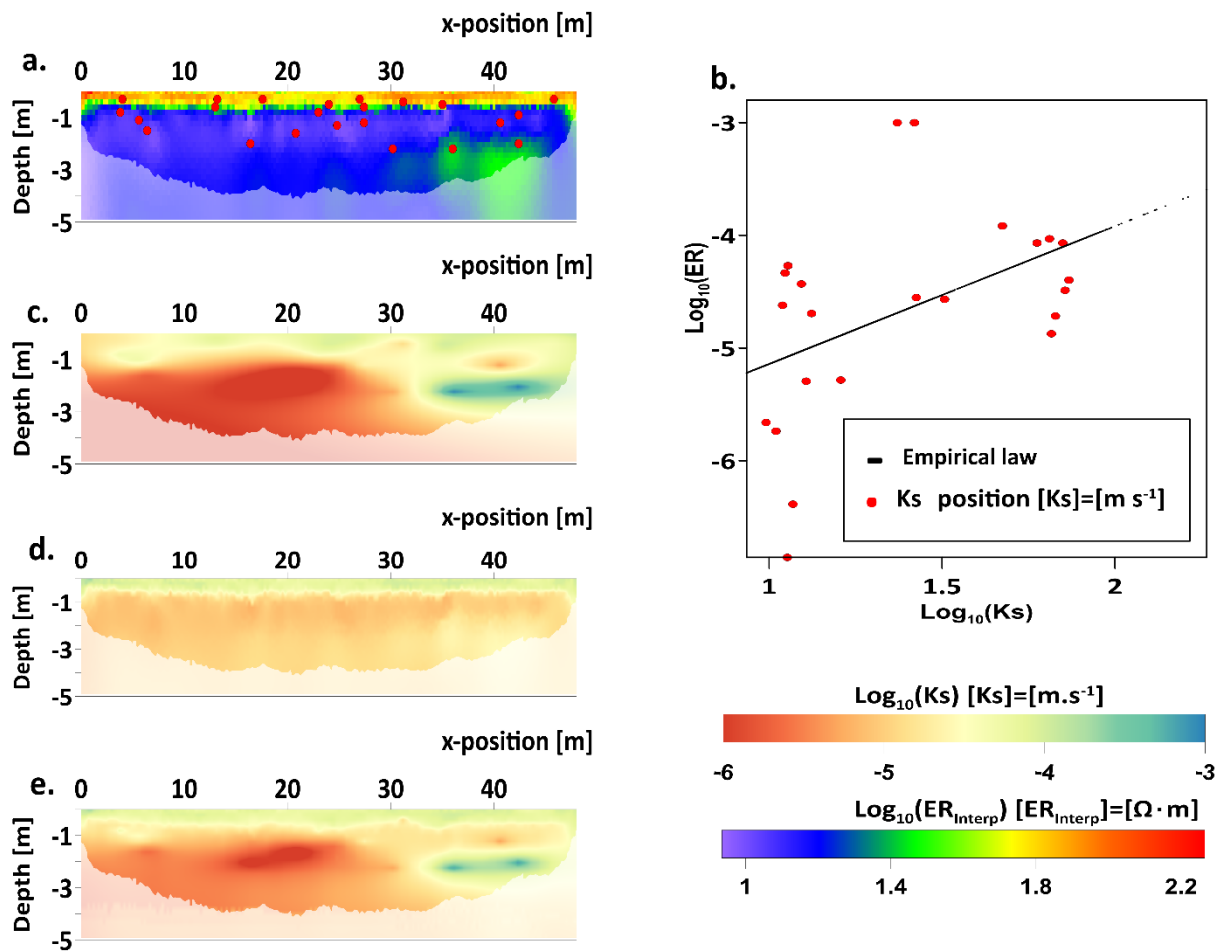 x-position [m]
a.
0 10 20 30 40
Depth [m]
-1
-3
-5
x-position [m]
c.
0 10 20 30 40
Depth [m]
-1
-3
-5
x-position [m]
d.
0 10 20 30 40
Depth [m]
-1
-3
-5
x-position [m]
e.
0 10 20 30 40
Depth [m]
-1
-3
-5
b.
Log₁₀(ER)
-3
-4
-5
-6
Empirical law
Ks position [Ks]=[m s⁻¹]
1 1.5 2
Log₁₀(Ks)
Log₁₀(Ks) [Ks]=[m.s⁻¹]
-6 -5 -4 -3
Log₁₀(ER_Interp) [ER_Interp]=[Ω·m]
1 1.4 1.8 2.2